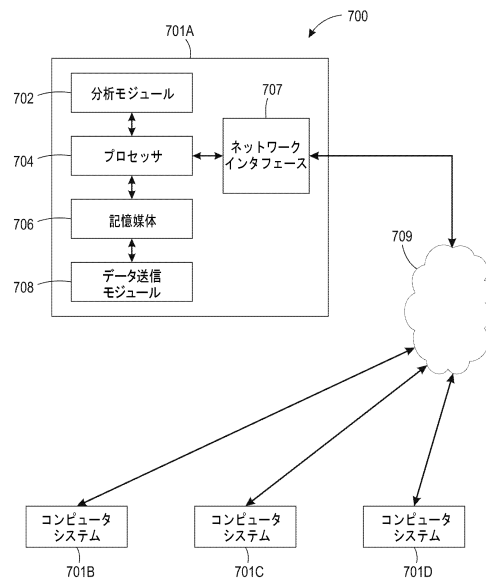 700
701A
702
分析モジュール
707
704
プロセッサ
ネットワーク
インタフェース
706
記憶媒体
709
708
データ送信
モジュール
コンピュータ
システム
コンピュータ
システム
コンピュータ
システム
701B
701C
701D